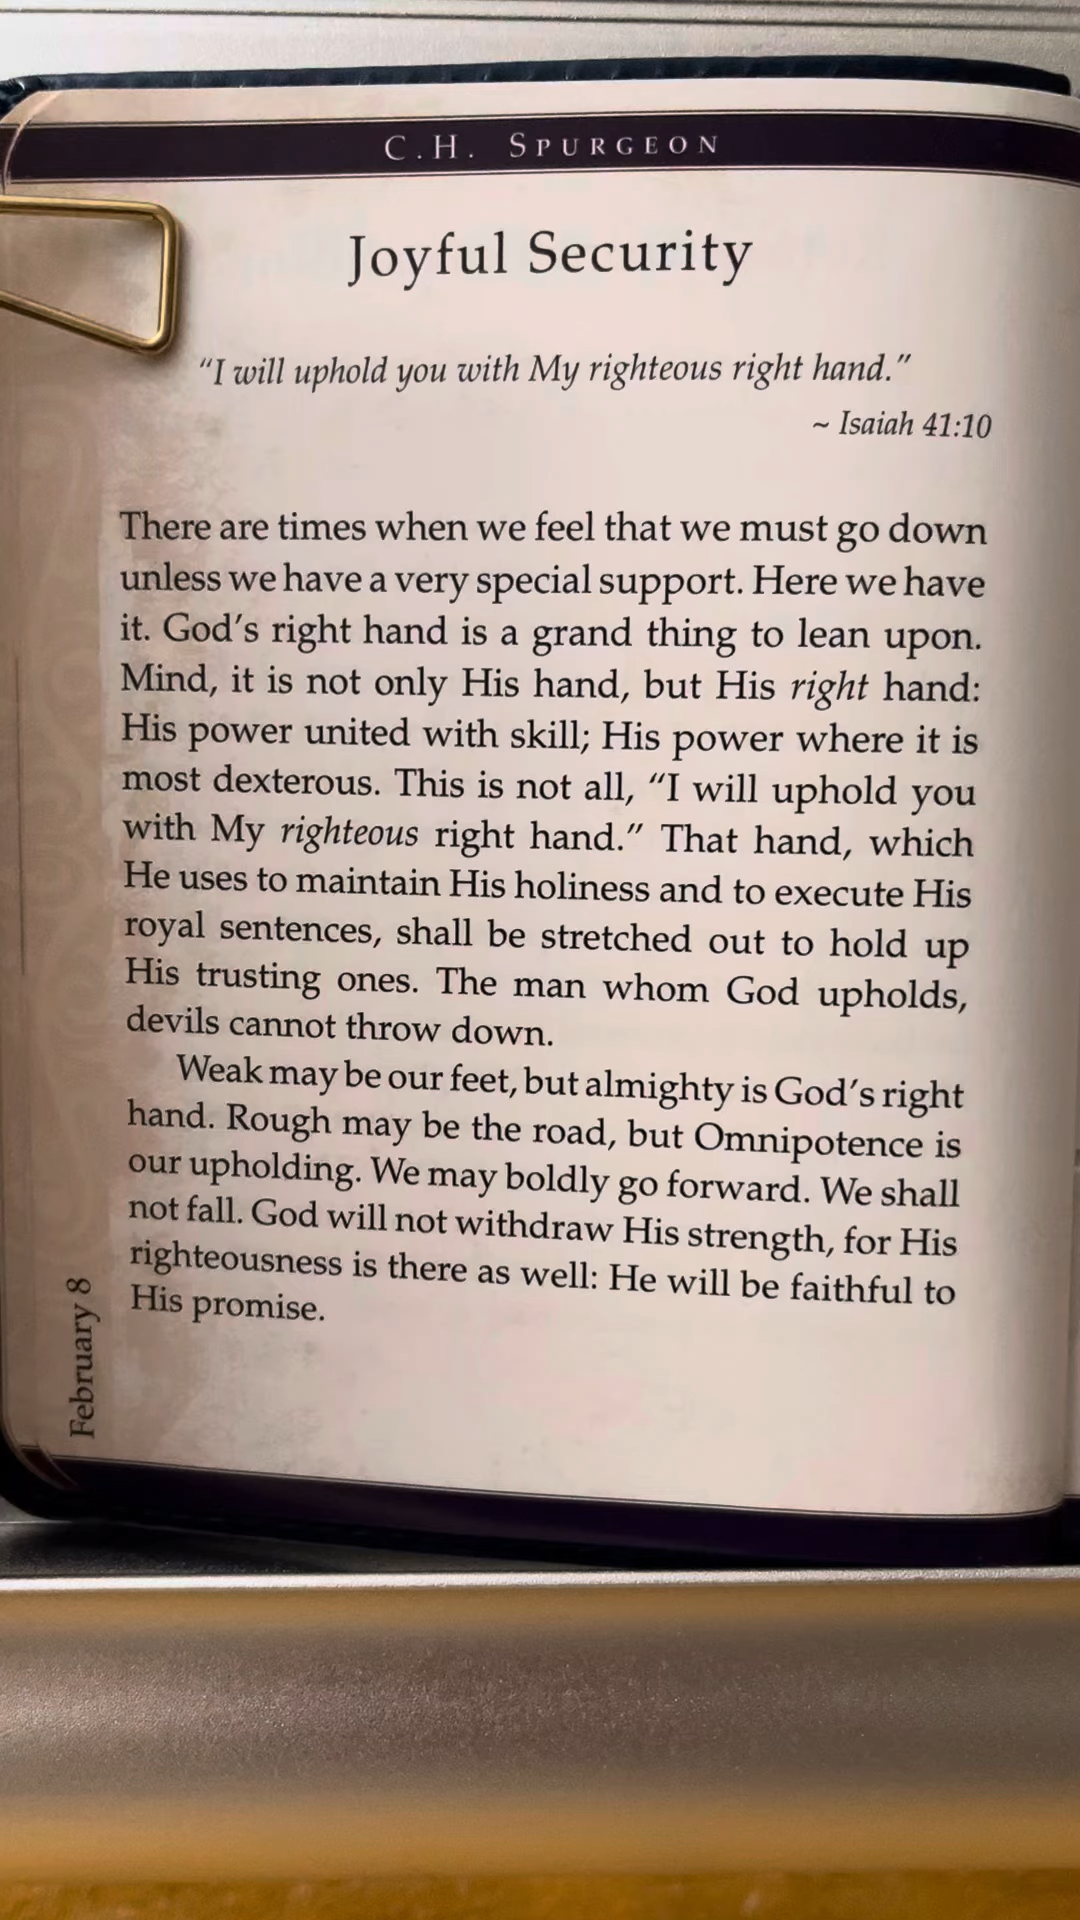 C.H. Spurgeon
Joyful Security
“I will uphold you with My righteous right hand.”
~ Isaiah 41:10
There are times when we feel that we must go down
unless we have a very special support. Here we have
it. God’s right hand is a grand thing to lean upon.
Mind, it is not only His hand, but His right hand:
His power united with skill; His power where it is
most dexterous. This is not all, “I will uphold you
with My righteous right hand.” That hand, which
He uses to maintain His holiness and to execute His
royal sentences, shall be stretched out to hold up
His trusting ones. The man whom God upholds,
devils cannot throw down.
Weak may be our feet, but almighty is God’s right
hand. Rough may be the road, but Omnipotence is
our upholding. We may boldly go forward. We shall
not fall. God will not withdraw His strength, for His
righteousness is there as well: He will be faithful to
His promise.
February 8